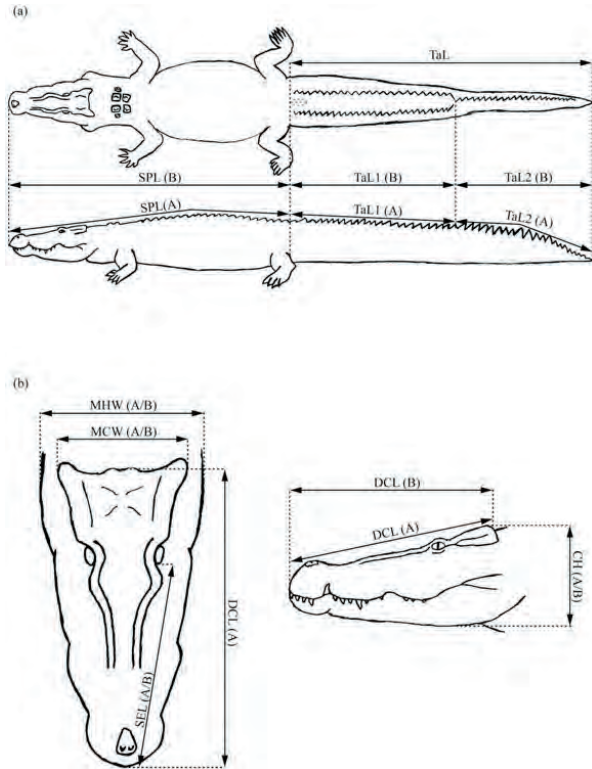 (a)
TaL
SPL (B)
TaL1 (B)
TaL2 (B)
SPL(A)
TaL1 (A)
TaL2 (A)
(b)
MHW (A/B)
MCW (A/B)
DCL (A)
SEL (A/B)
DCL (B)
DCL (A)
CH (A/B)